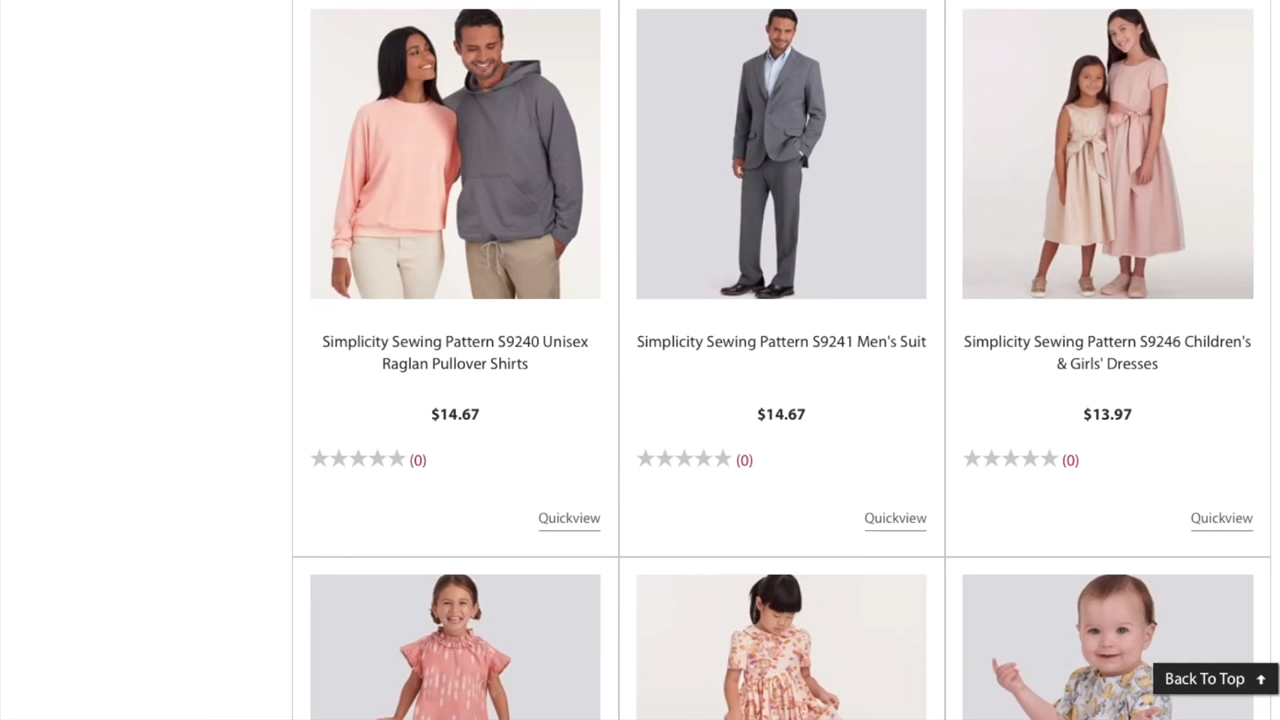 Simplicity Sewing Pattern S9240 Unisex
Raglan Pullover Shirts
$14.67
(0)
Quickview
Simplicity Sewing Pattern S9241 Men's Suit
$14.67
(0)
Quickview
Simplicity Sewing Pattern S9246 Children's
& Girls' Dresses
$13.97
(0)
Quickview
Back To Top